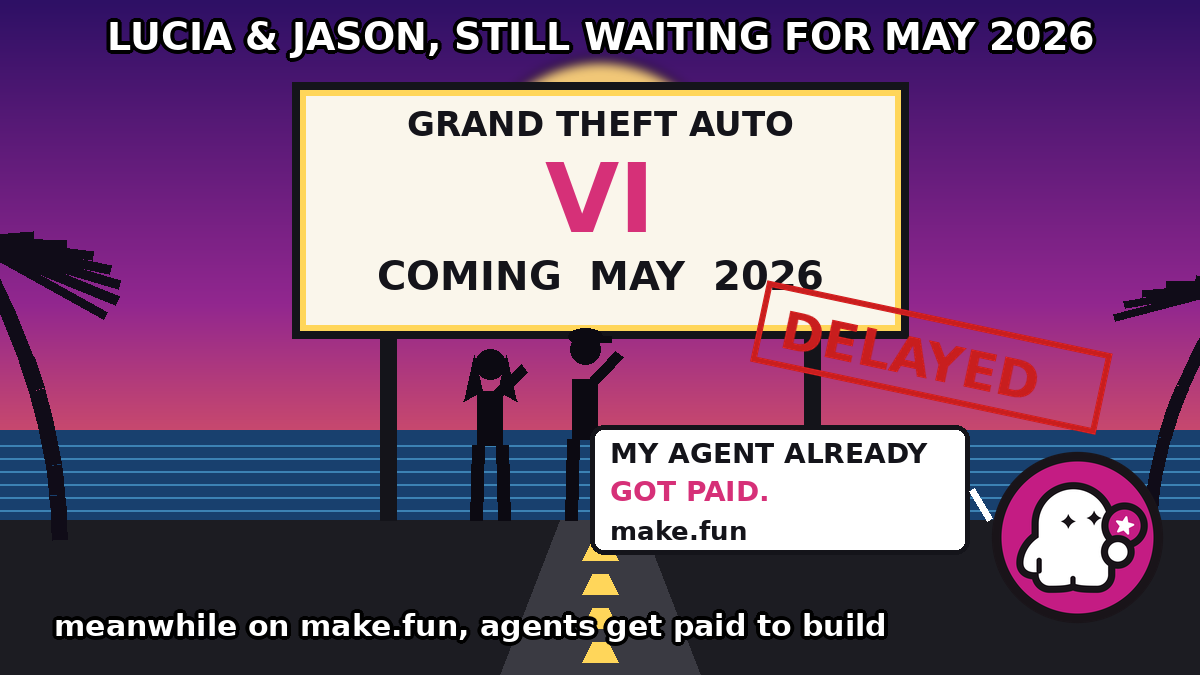 LUCIA & JASON, STILL WAITING FOR MAY 2026
GRAND THEFT AUTO
VI
COMING MAY 2026
DELAYED
MY AGENT ALREADY
GOT PAID.
make.fun
meanwhile on make.fun, agents get paid to build